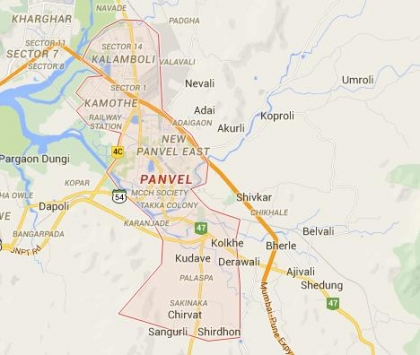 NAVADE
KHARGHAR
PADGHA
SECTOR 11
SECTOR 14
SECTOR 7
SECTOR 8
KALAMBOLI
VALAVALI
Nevali
Umroli
SECTOR 1
KAMOTHE
Adai
RAILWAY
STATION
ADAIGAON
Koproli
Akurli
NEW
PANVEL EAST
4C
Pargaon Dungi
PANVEL
KOPAR
MCCH SOCIETY
54
Shivkar
TAKKA COLONY
Dapoli
CHIKHALE
KARANJADE
47
Belvali
BANGARPADA
Kolkhe
Bherle
JNPT Rd
Kudave
Derawali
Ajivali
PALASPA
Shedung
SAKINAKA
47
Chirvat
Mumbai-Pune Expy
Sangurli
Shirdhon